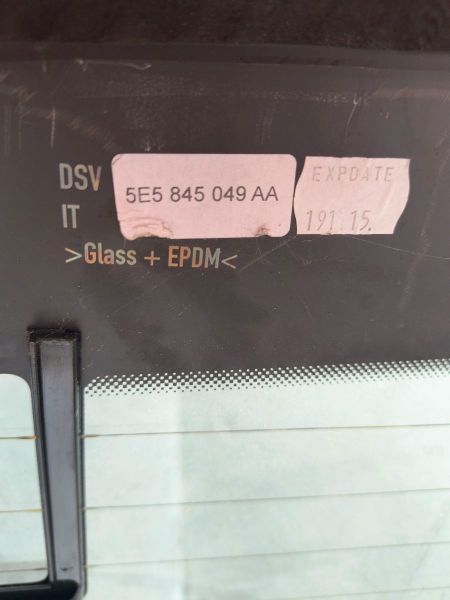 DSV
IT
5E5 845 049 AA
EXPDATE
191 15.
>Glass + EPDM<